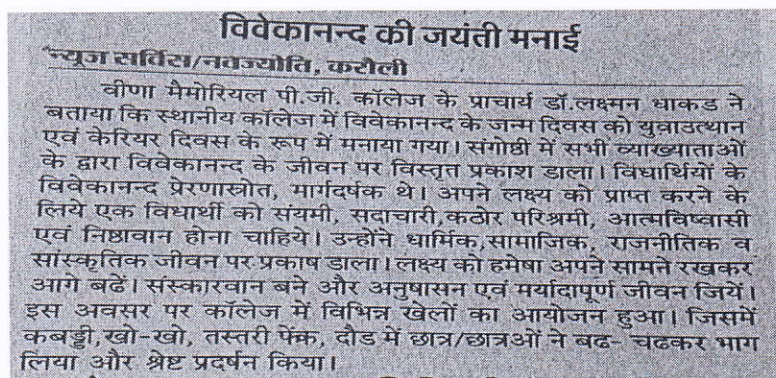 विवेकानन्द की जयंती मनाई
न्यूज सर्विस/नवज्योति, करौली
वीणा मैमोरियल पी.जी. कॉलेज के प्राचार्य डॉ.लक्ष्मन धाकड ने
बताया कि स्थानीय कॉलेज में विवेकानन्द के जन्म दिवस को युवाउत्थान
एवं केरियर दिवस के रूप में मनाया गया। संगोष्ठी में सभी व्याख्याताओं
के द्वारा विवेकानन्द के जीवन पर विस्तृत प्रकाश डाला। विधार्थियों के
विवेकानन्द प्रेरणास्त्रोत, मार्गदर्षक थे। अपने लक्ष्य को प्राप्त करने के
लिये एक विधार्थी को संयमी, सदाचारी,कठोर परिश्रमी, आत्मविष्वासी
एवं निष्ठावान होना चाहिये। उन्होंने धार्मिक,सामाजिक, राजनीतिक व
सांस्कृतिक जीवन पर प्रकाष डाला। लक्ष्य को हमेषा अपने सामने रखकर
आगे बढें। संस्कारवान बने और अनुषासन एवं मर्यादापूर्ण जीवन जियें।
इस अवसर पर कॉलेज में विभिन्न खेलों का आयोजन हुआ। जिसमें
कबड्डी,खो-खो, तस्तरी फेंक, दौड में छात्र/छात्रओं ने बढ- चढकर भाग
लिया और श्रेष्ट प्रदर्षन किया।